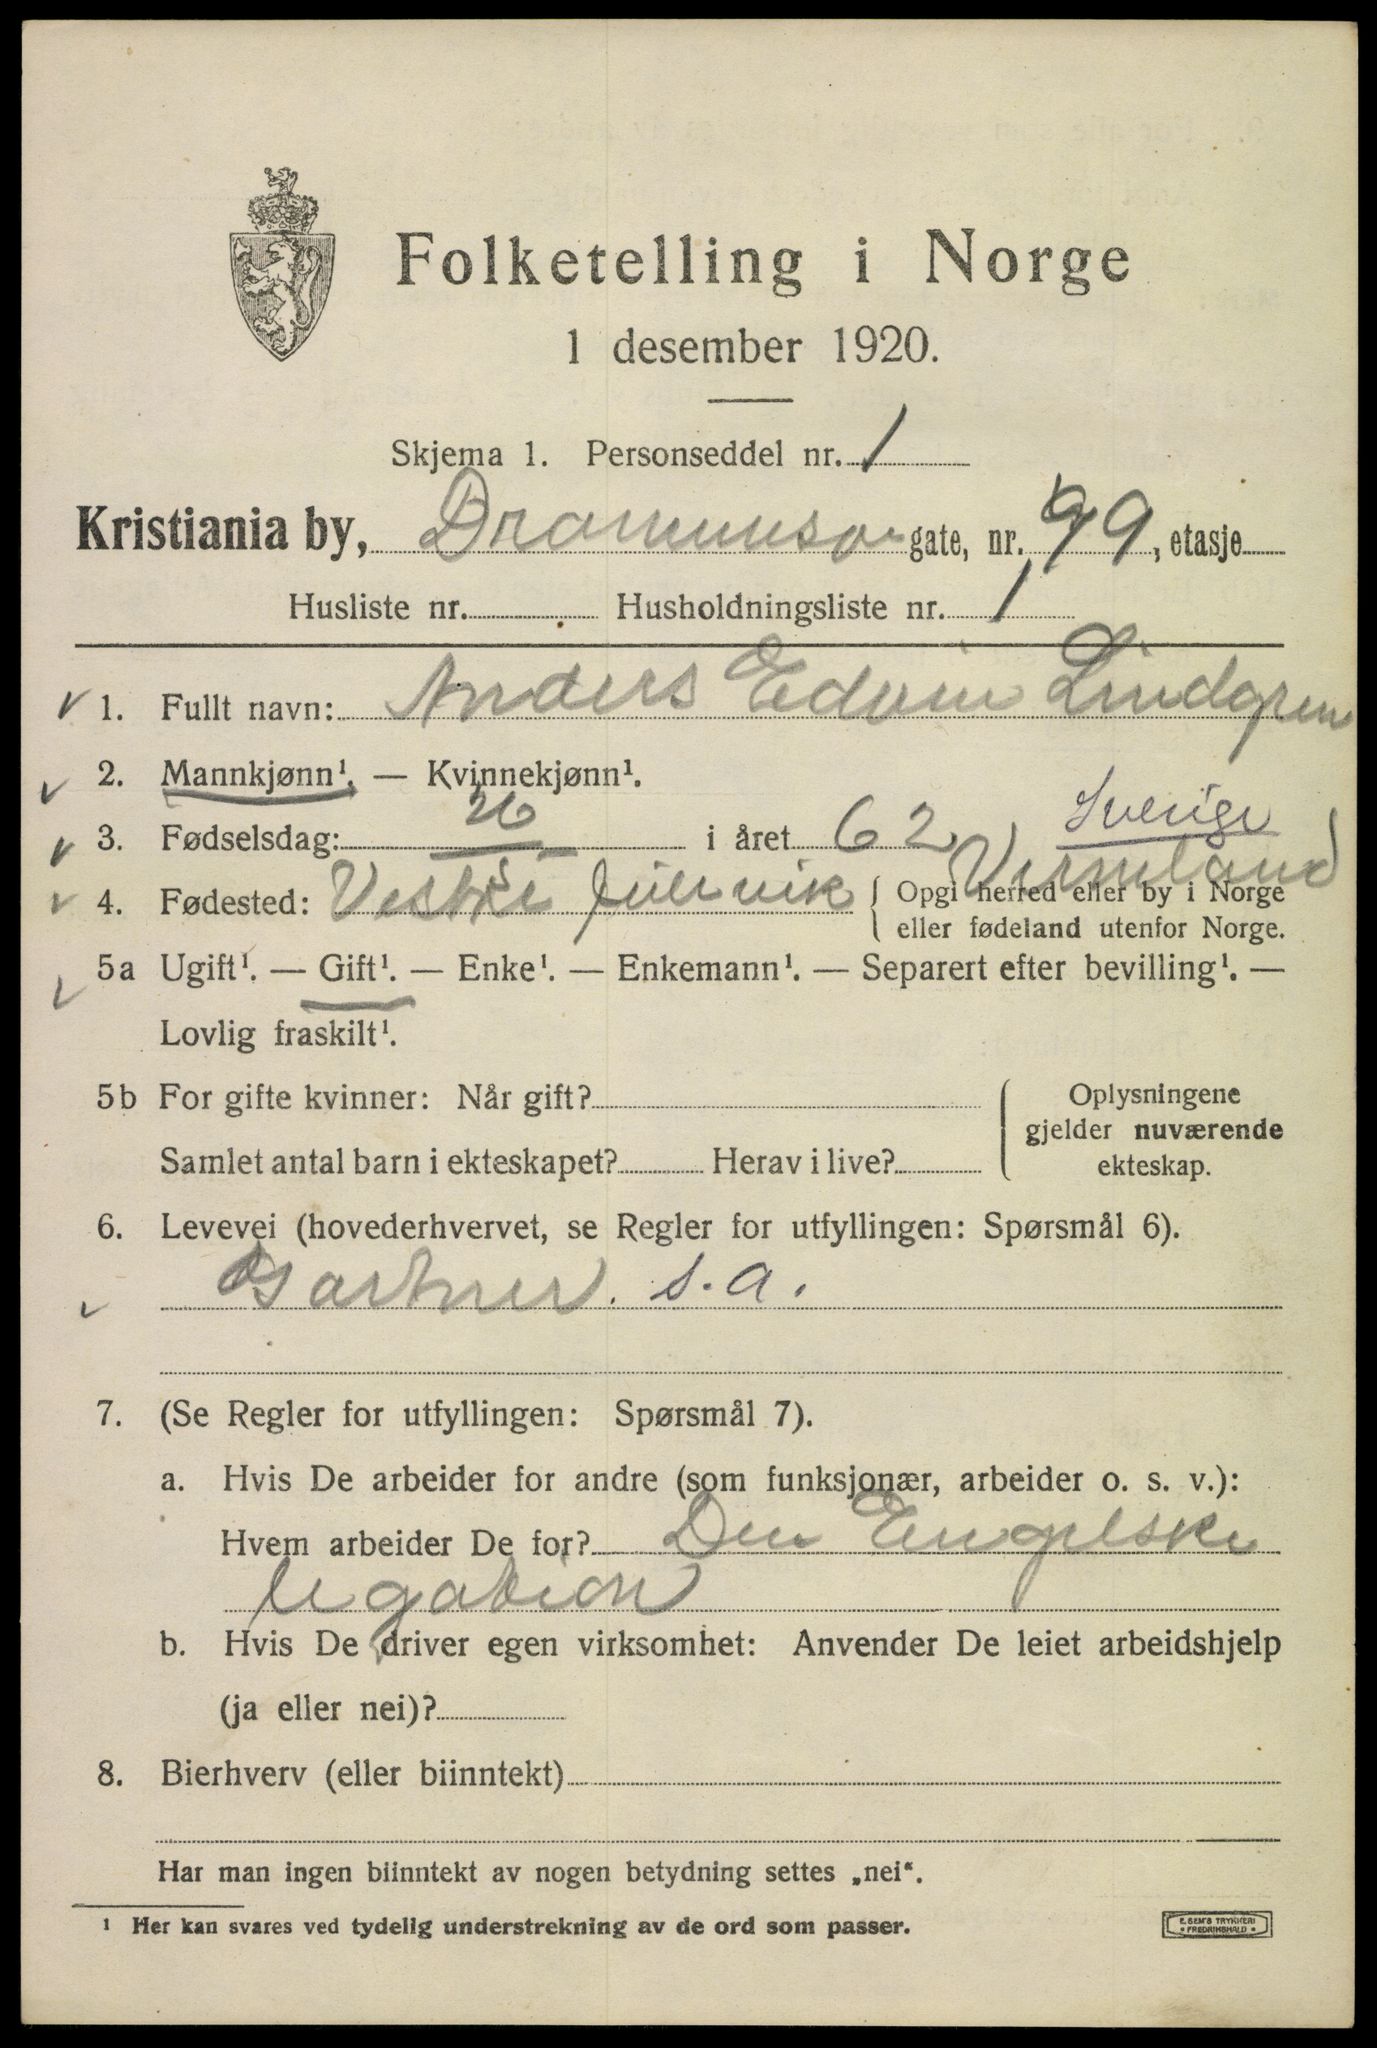 Folketelling i Norge
1 desember 1920.
Skjema 1. Personseddel nr. 1
Kristiania by, Drammens gate, nr. 99, etasje
Husliste nr. Husholdningsliste nr. 1
1. Fullt navn: Anders Edvin Lindgren
2. Mannkjønn¹. — Kvinnekjønn¹.
3. Fødselsdag: 26 i året 62 Sverige
4. Fødested: Vestre Vermland { Opgi herred eller by i Norge
eller fødeland utenfor Norge.
5a Ugift¹. — Gift¹. — Enke¹. — Enkemann¹. — Separert efter bevilling¹. —
Lovlig fraskilt¹.
5b For gifte kvinner: Når gift? Oplysningene
gjelder nuværende
Samlet antal barn i ekteskapet? Herav i live? ekteskap.
6. Levevei (hovederhvervet, se Regler for utfyllingen: Spørsmål 6).
Gartner. s.a.
7. (Se Regler for utfyllingen: Spørsmål 7).
a. Hvis De arbeider for andre (som funksjonær, arbeider o. s. v.):
Hvem arbeider De for? Den Engelske
legation
b. Hvis De driver egen virksomhet: Anvender De leiet arbeidshjelp
(ja eller nei)?
8. Bierhverv (eller biinntekt)
Har man ingen biinntekt av nogen betydning settes „nei".
¹ Her kan svares ved tydelig understrekning av de ord som passer.
E. SEM'S TRYKKERI
FREDRIKSHALD